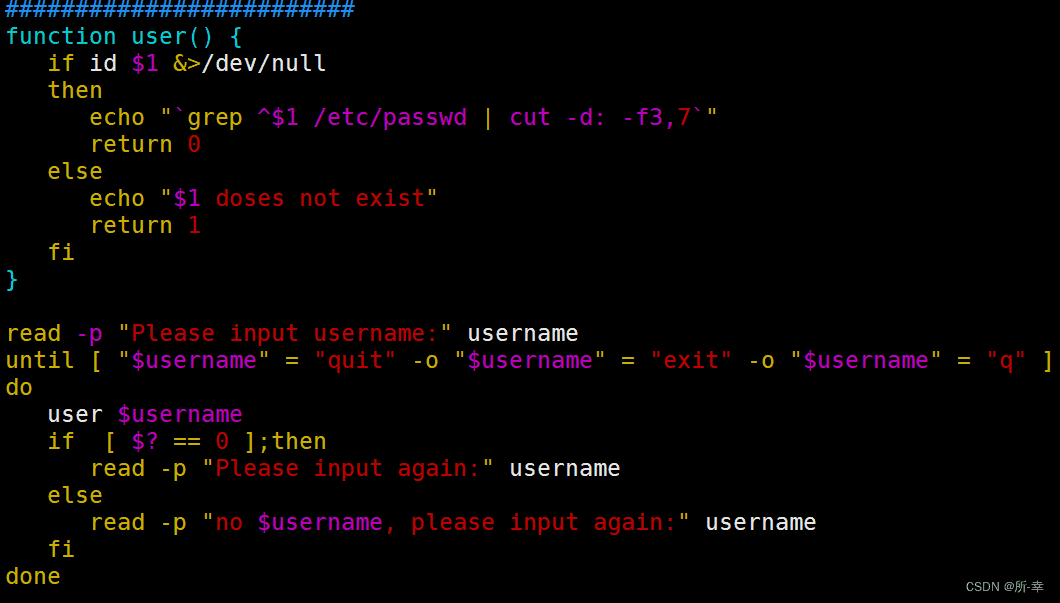 #########################
function user() {
   if id $1 &>/dev/null
   then
      echo "`grep ^$1 /etc/passwd | cut -d: -f3,7`"
      return 0
   else
      echo "$1 doses not exist"
      return 1
   fi
}

read -p "Please input username:" username
until [ "$username" = "quit" -o "$username" = "exit" -o "$username" = "q" ]
do
   user $username
   if  [ $? == 0 ];then
      read -p "Please input again:" username
   else
      read -p "no $username, please input again:" username
   fi
done
CSDN @所-幸